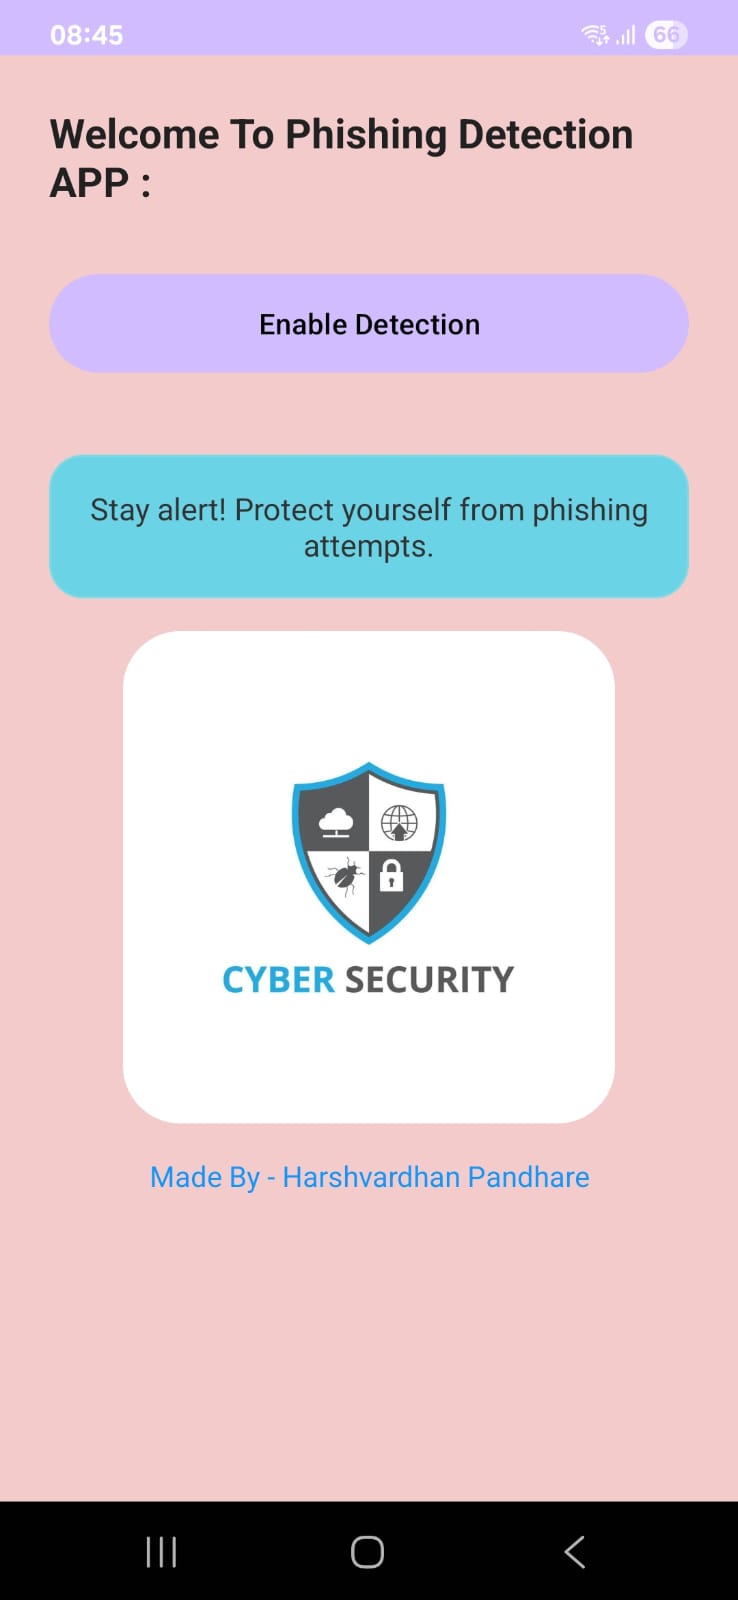 08:45
66
Welcome To Phishing Detection
APP :
Enable Detection
Stay alert! Protect yourself from phishing
attempts.
CYBER SECURITY
Made By - Harshvardhan Pandhare